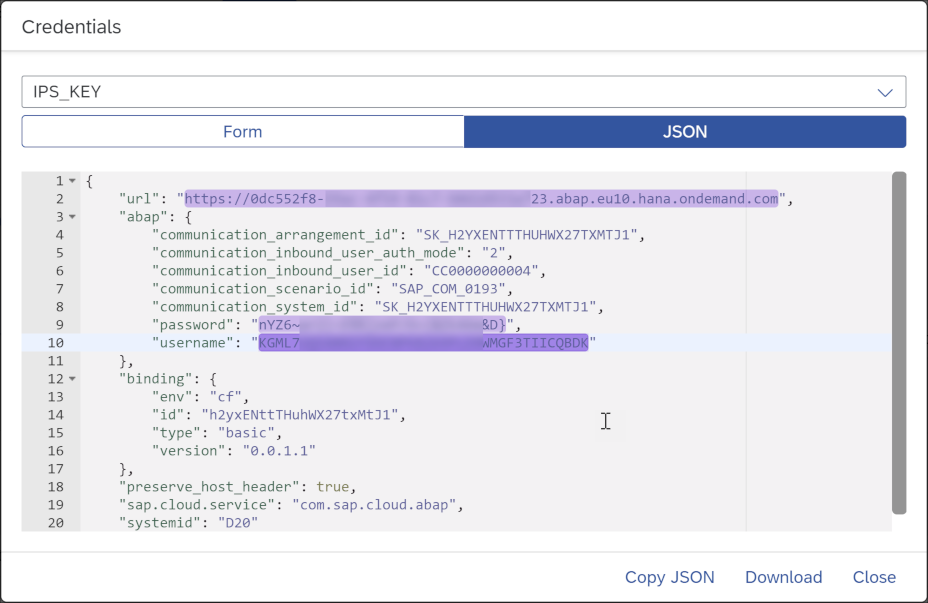 Credentials
IPS_KEY
Form
JSON
1 {
2 "url": "https://0dc552f8- 23.abap.eu10.hana.ondemand.com",
3 "abap": {
4 "communication_arrangement_id": "SK_H2YXENTTTHUHWX27TXMTJ1",
5 "communication_inbound_user_auth_mode": "2",
6 "communication_inbound_user_id": "CC0000000004",
7 "communication_scenario_id": "SAP_COM_0193",
8 "communication_system_id": "SK_H2YXENTTTHUHWX27TXMTJ1",
9 "password": "nYZ6~ &D}",
10 "username": "KGML7 WMGF3TIICQBDK"
11 },
12 "binding": {
13 "env": "cf",
14 "id": "h2yxENttTHuhWX27txMtJ1",
15 "type": "basic",
16 "version": "0.0.1.1"
17 },
18 "preserve_host_header": true,
19 "sap.cloud.service": "com.sap.cloud.abap",
20 "systemid": "D20"
Copy JSON
Download
Close